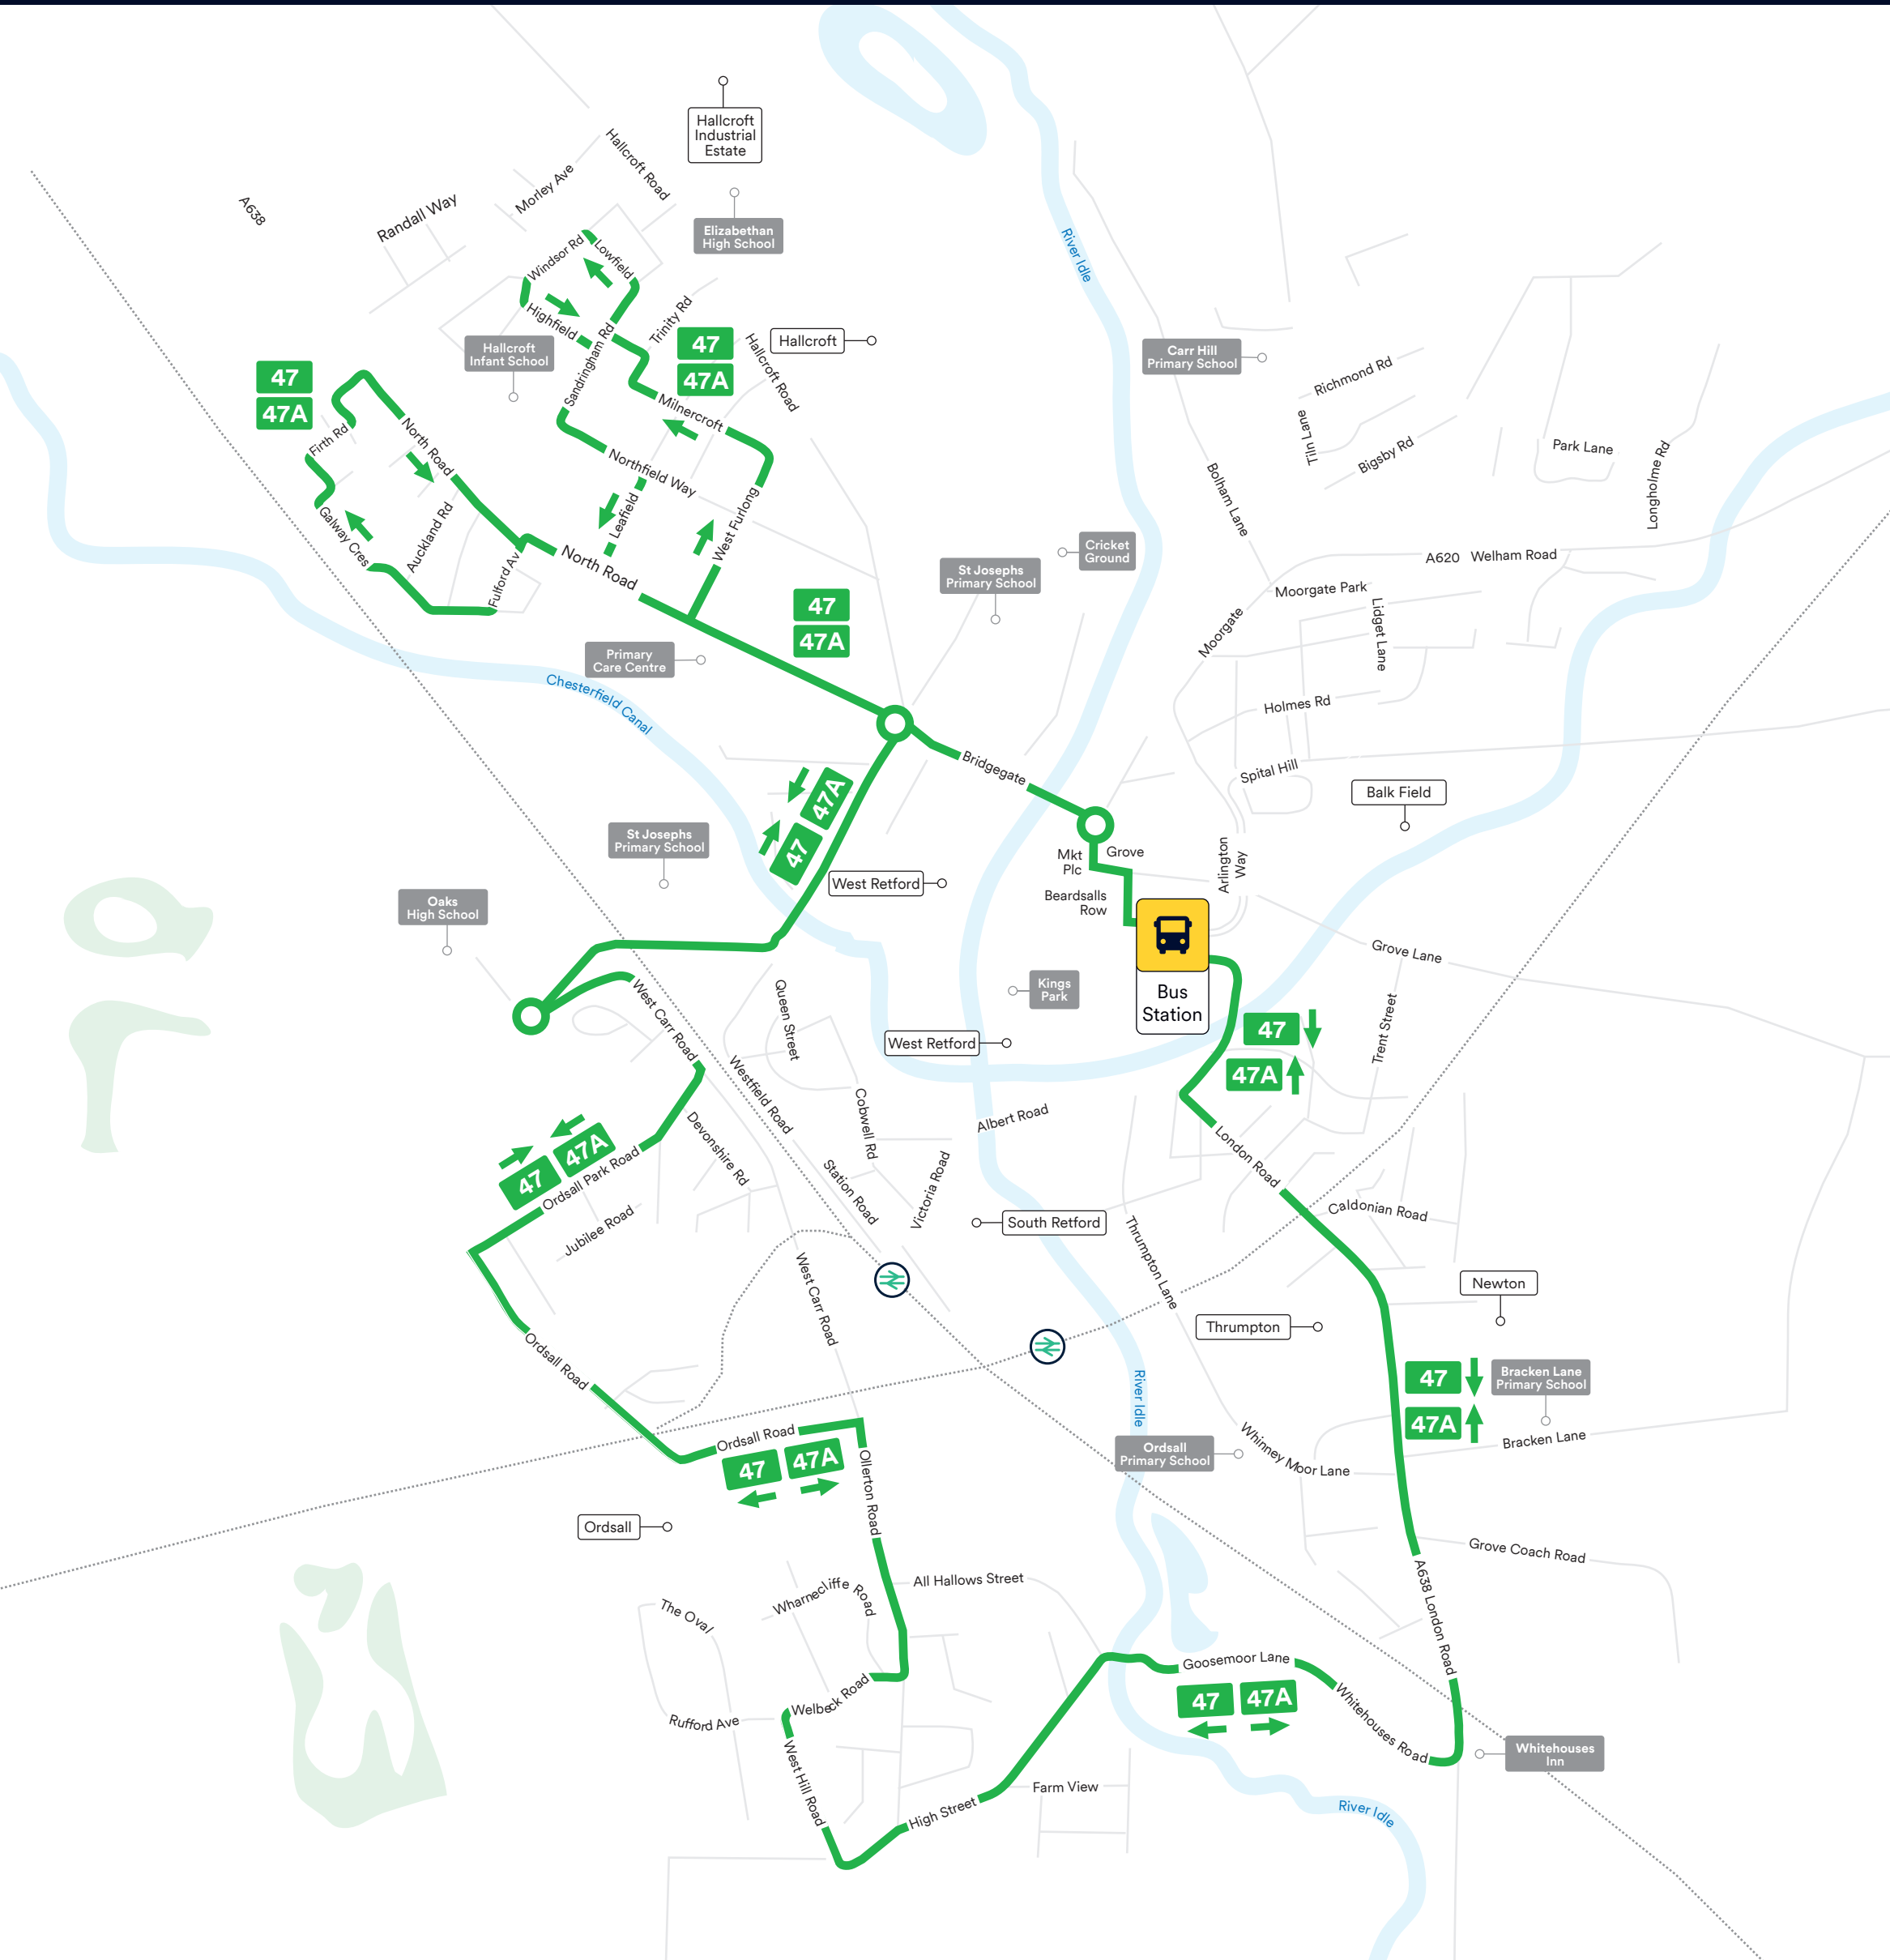 Hallcroft
Industrial
Estate
Hallcroft Road
Morley Ave
Randall Way
A638
Elizabethan
High School
Windsor Rd
Lowfield
Highfield
Trinity Rd
Sandringham Rd
Hallcroft
Infant School
47
47A
Hallcroft
Hallcroft Road
Milnercroft
47
47A
Firth Rd
North Road
Northfield Way
Leafield
West Furlong
Galway Cres
Auckland Rd
Fulford Av
North Road
47
47A
Primary
Care Centre
Chesterfield Canal
River Idle
Carr Hill
Primary School
Richmond Rd
Tiln Lane
Bigsby Rd
Park Lane
Longholme Rd
Bolham Lane
Cricket
Ground
St Josephs
Primary School
A620 Welham Road
Moorgate Park
Lidget Lane
Moorgate
Holmes Rd
Spital Hill
Balk Field
Bridgegate
47
47A
St Josephs
Primary School
West Retford
Oaks
High School
Mkt
Plc
Grove
Beardsalls
Row
Arlington
Way
Bus
Station
Grove Lane
Trent Street
Kings
Park
West Retford
47
47A
West Carr Road
Queen Street
Westfield Road
Cobwell Rd
Albert Road
Devonshire Rd
Station Road
Victoria Road
47
47A
Ordsall Park Road
Jubilee Road
South Retford
London Road
Caldonian Road
Thrumpton Lane
Newton
Thrumpton
West Carr Road
Ordsall Road
47
47A
Bracken Lane
Primary School
Bracken Lane
River Idle
Ordsall
Primary School
Whinney Moor Lane
Ordsall Road
47
47A
Ollerton Road
Ordsall
Grove Coach Road
A638 London Road
All Hallows Street
Wharnecliffe Road
The Oval
Welbeck Road
Rufford Ave
West Hill Road
High Street
Farm View
Goosemoor Lane
47
47A
Whitehouses Road
Whitehouses
Inn
River Idle